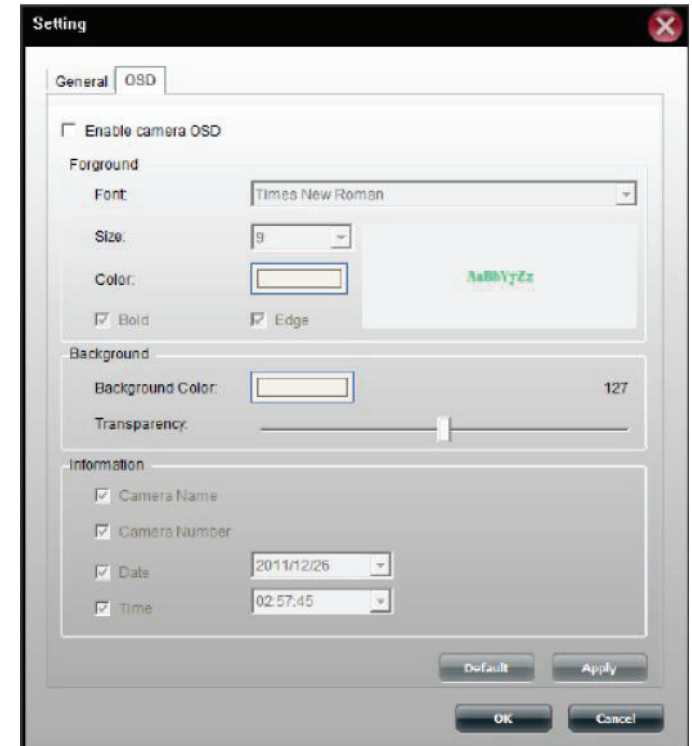 Setting
General OSD
Enable camera OSD
Forground
Font: Times New Roman
Size: 9
Color: AaBbYyZz
Bold Edge
Background
Background Color: 127
Transparency:
Information
Camera Name
Camera Number
Date 2011/12/26
Time 02:57:45
Default Apply
OK Cancel